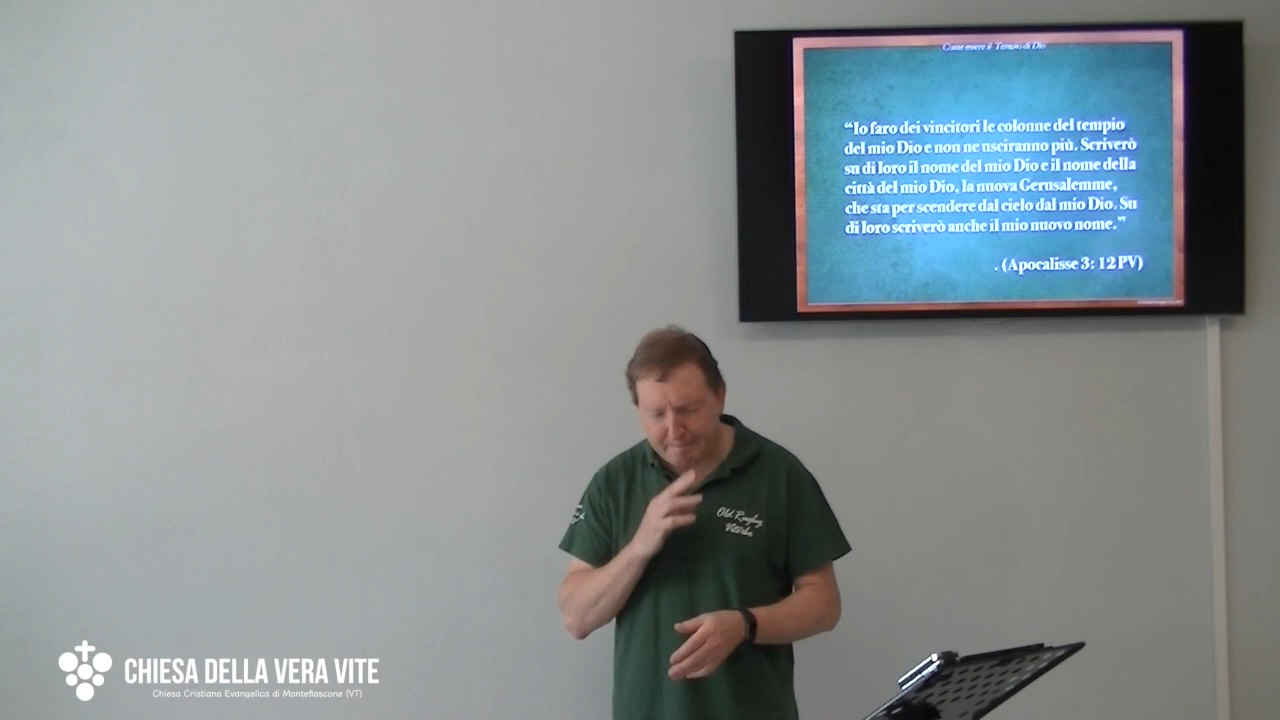 Come essere il Tempio di Dio
“Io faro dei vincitori le colonne del tempio
del mio Dio e non ne usciranno più. Scriverò
su di loro il nome del mio Dio e il nome della
città del mio Dio, la nuova Gerusalemme,
che sta per scendere dal cielo dal mio Dio. Su
di loro scriverò anche il mio nuovo nome.”
. (Apocalisse 3: 12 PV)
Old Rugby
Viterbo
CHIESA DELLA VERA VITE
Chiesa Cristiana Evangelica di Montefiascone (VT)